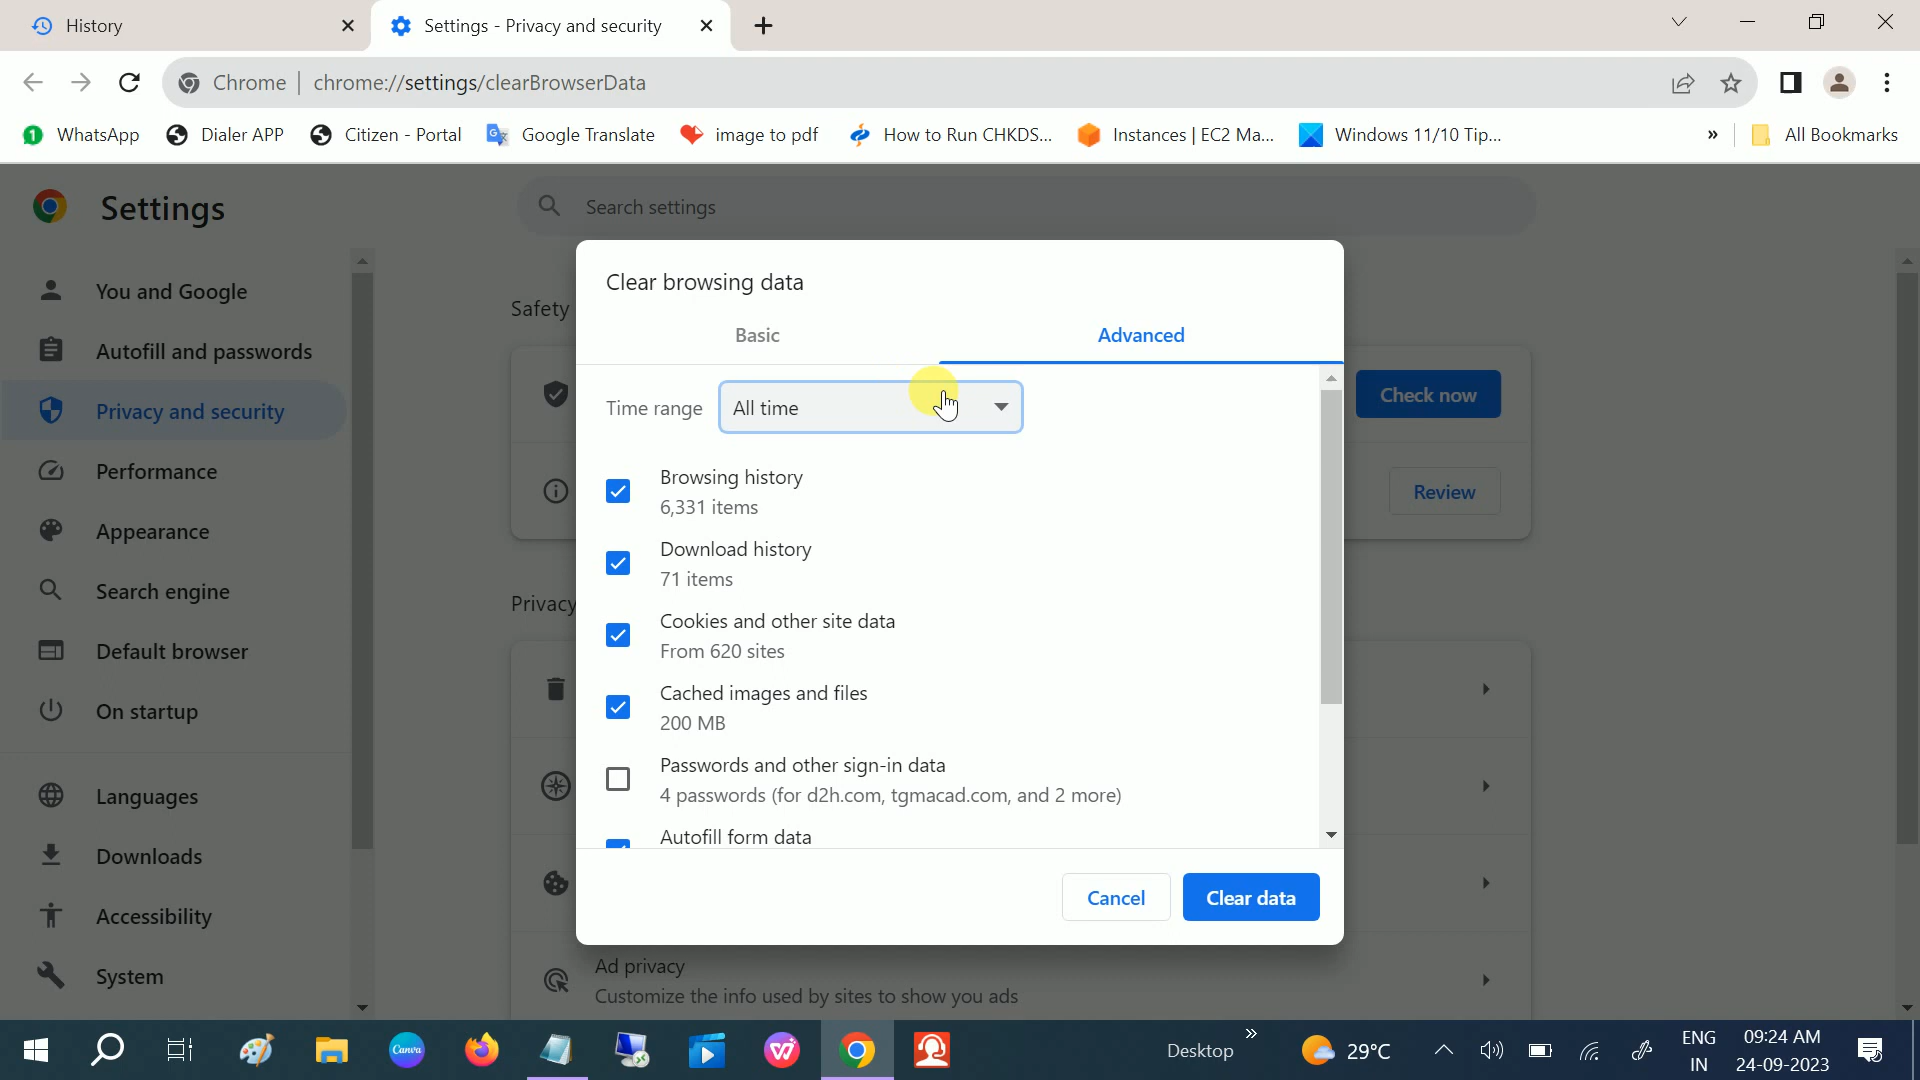 History
Settings - Privacy and security
Chrome | chrome://settings/clearBrowserData
WhatsApp
Dialer APP
Citizen - Portal
Google Translate
image to pdf
How to Run CHKDS...
Instances | EC2 Ma...
Windows 11/10 Tip...
»
All Bookmarks
Settings
Search settings
You and Google
Autofill and passwords
Privacy and security
Performance
Appearance
Search engine
Default browser
On startup
Languages
Downloads
Accessibility
System
Safety
Check now
Review
Privacy
Clear browsing data
Basic
Advanced
Time range
All time
Browsing history
6,331 items
Download history
71 items
Cookies and other site data
From 620 sites
Cached images and files
200 MB
Passwords and other sign-in data
4 passwords (for d2h.com, tgmacad.com, and 2 more)
Autofill form data
Cancel
Clear data
Ad privacy
Customize the info used by sites to show you ads
Canva
Desktop
»
29°C
ENG
IN
09:24 AM
24-09-2023